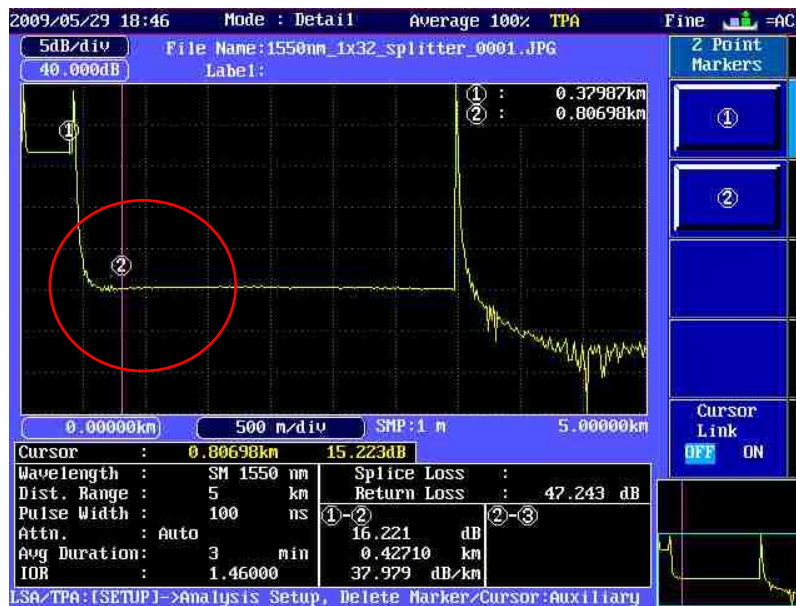 2009/05/29 18:46 Mode : Detail Average 100% TPA Fine =AC
5dB/div File Name:1550nm_1x32_splitter_0001.JPG
40.000dB Label:
2 Point
Markers
① : 0.37987km
② : 0.80698km
①
②
①
②
0.00000km 500 m/div SMP:1 m 5.00000km
Cursor
Link
OFF ON
Cursor : 0.80698km 15.223dB
Wavelength : SM 1550 nm Splice Loss :
Dist. Range : 5 km Return Loss : 47.243 dB
Pulse Width : 100 ns ①-② ②-③
Attn. : Auto 16.221 dB
Avg Duration: 3 min 0.42710 km
IOR : 1.46000 37.979 dB/km
LSA/TPA:[SETUP]->Analysis Setup, Delete Marker/Cursor:Auxiliary